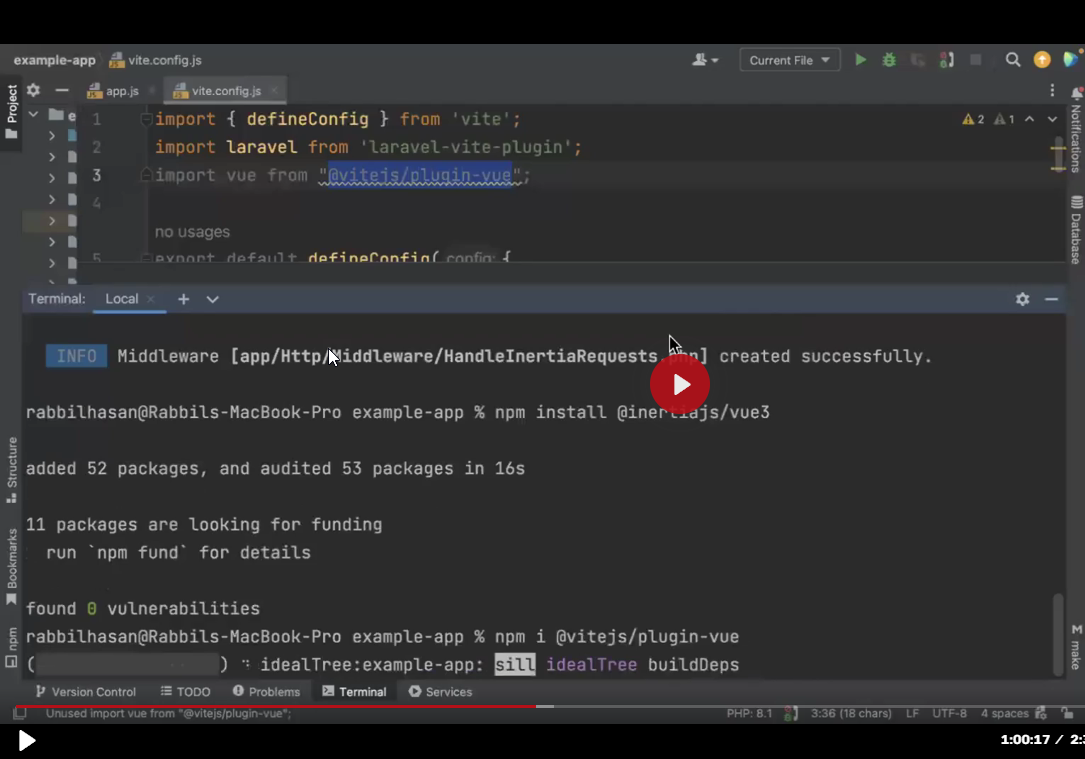 example-app vite.config.js Current File
Project app.js vite.config.js
1 import { defineConfig } from 'vite';
2 import laravel from 'laravel-vite-plugin';
3 import vue from "@vitejs/plugin-vue";
4
no usages
5 export default defineConfig( config: {
2 1
Notifications
Database
Terminal: Local
INFO Middleware [app/Http/Middleware/HandleInertiaRequests.php] created successfully.
rabbilhasan@Rabbils-MacBook-Pro example-app % npm install @inertiajs/vue3
added 52 packages, and audited 53 packages in 16s
11 packages are looking for funding
run `npm fund` for details
found 0 vulnerabilities
rabbilhasan@Rabbils-MacBook-Pro example-app % npm i @vitejs/plugin-vue
( ) idealTree:example-app: sill idealTree buildDeps
Structure
Bookmarks
npm
make
Version Control TODO Problems Terminal Services
Unused import vue from "@vitejs/plugin-vue"; PHP: 8.1 3:36 (18 chars) LF UTF-8 4 spaces
1:00:17 /